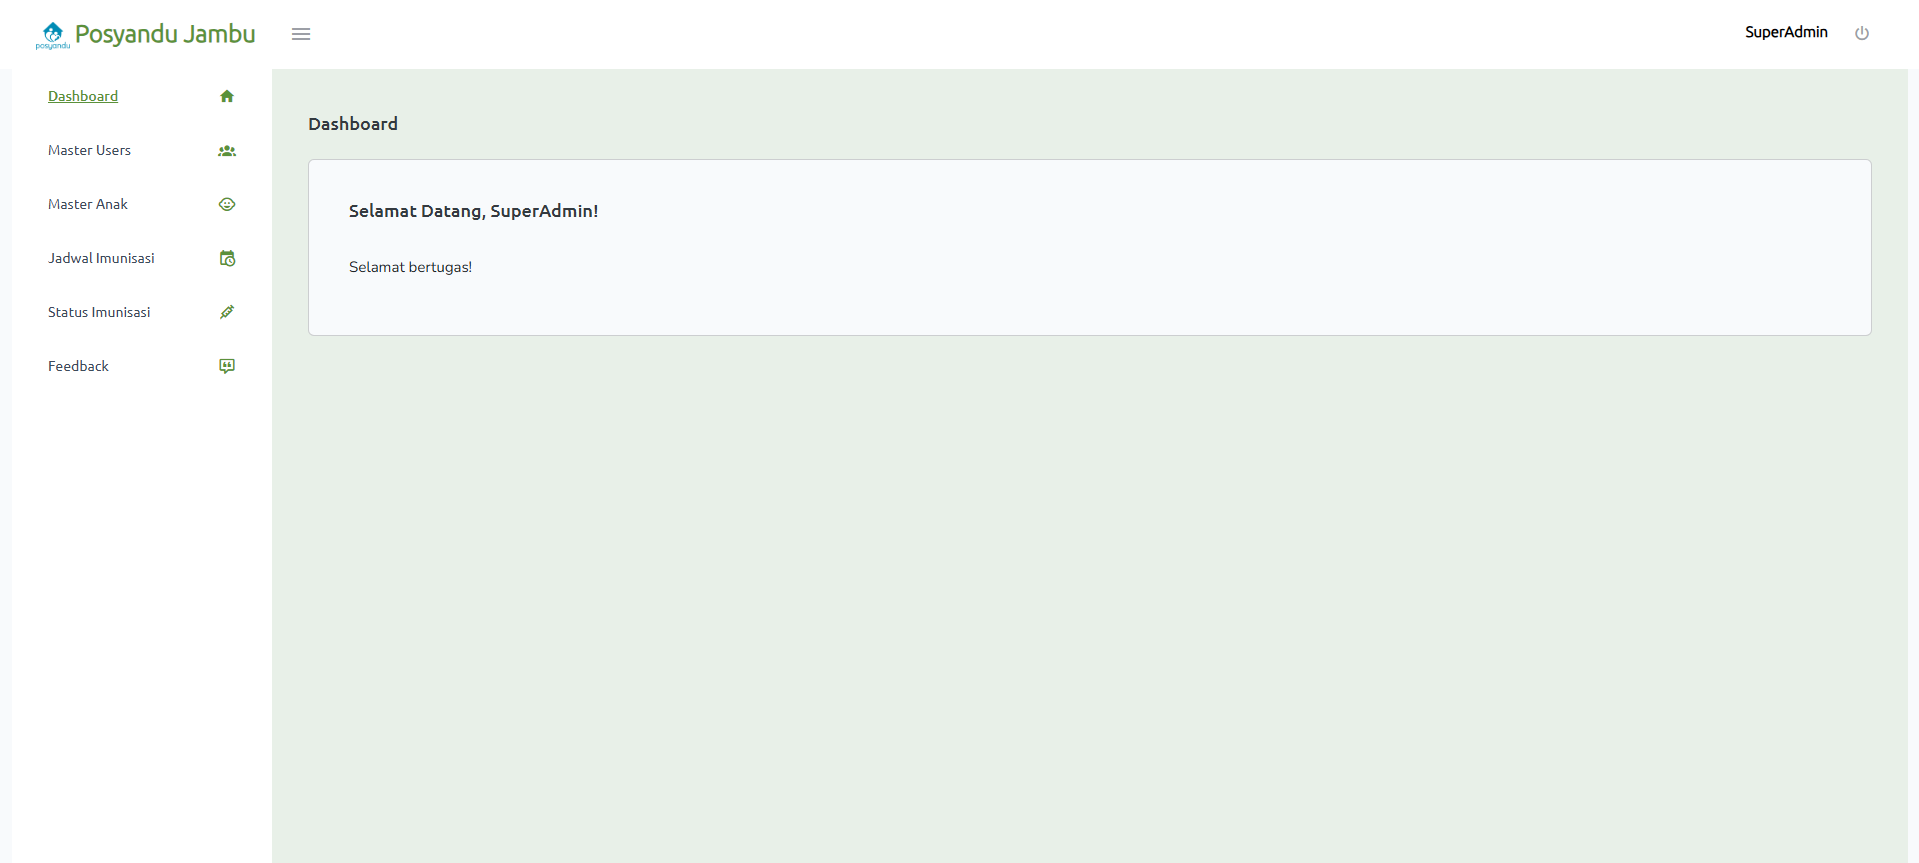 posyandu
Posyandu Jambu
SuperAdmin
Dashboard
Master Users
Master Anak
Jadwal Imunisasi
Status Imunisasi
Feedback
Dashboard
Selamat Datang, SuperAdmin!
Selamat bertugas!